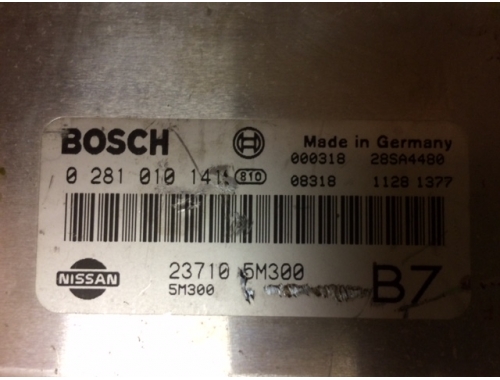 BOSCH
Made in Germany
000318 28SA4480
0 281 010 141 810
08318 1128 1377
NISSAN
23710 5M300
5M300
B7